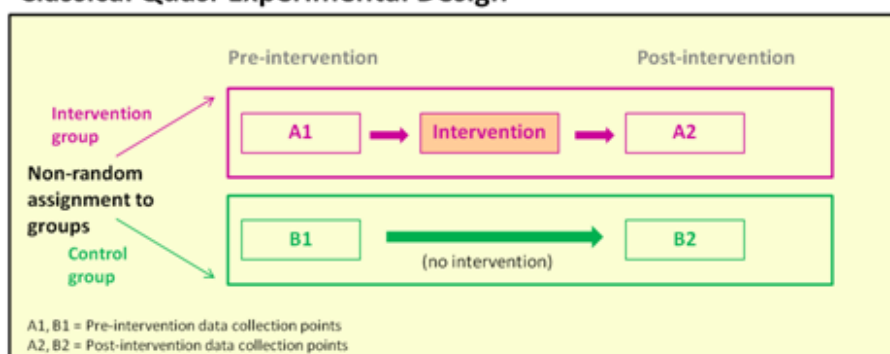 Pre-intervention
Post-intervention
Intervention
group
A1
Intervention
A2
Non-random
assignment to
groups
Control
group
B1
(no intervention)
B2
A1, B1 = Pre-intervention data collection points
A2, B2 = Post-intervention data collection points